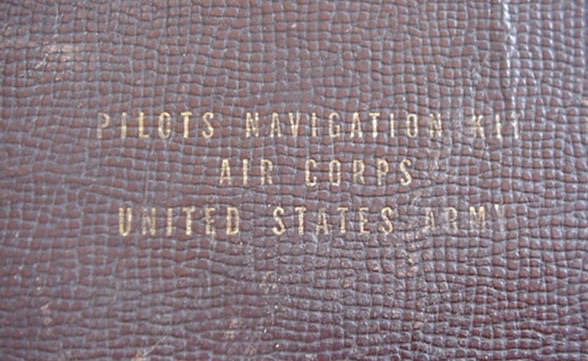 PILOTS NAVIGATION KIT
AIR CORPS
UNITED STATES ARMY